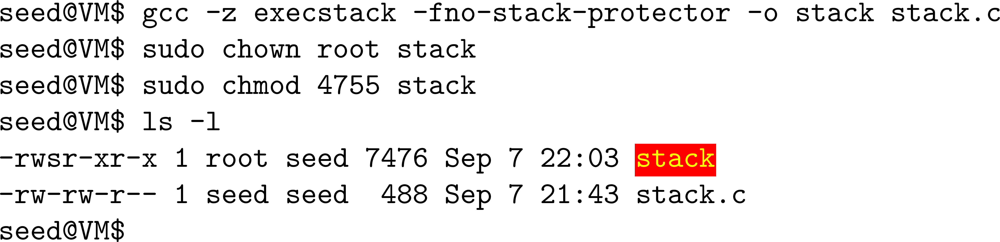 seed@VM$ gcc -z execstack -fno-stack-protector -o stack stack.c
seed@VM$ sudo chown root stack
seed@VM$ sudo chmod 4755 stack
seed@VM$ ls -l
-rwsr-xr-x 1 root seed 7476 Sep 7 22:03 stack
-rw-rw-r-- 1 seed seed  488 Sep 7 21:43 stack.c
seed@VM$